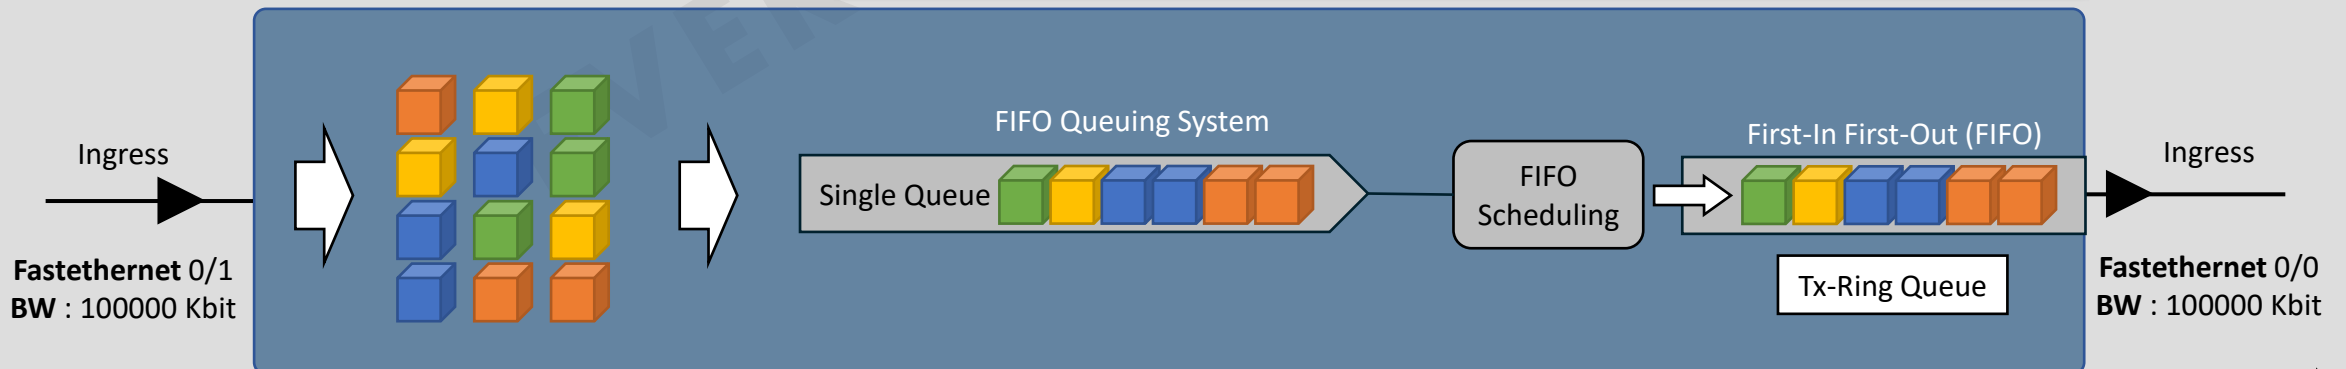 Ingress
Fastethernet 0/1
BW : 100000 Kbit
FIFO Queuing System
Single Queue
FIFO
Scheduling
First-In First-Out (FIFO)
Tx-Ring Queue
Ingress
Fastethernet 0/0
BW : 100000 Kbit